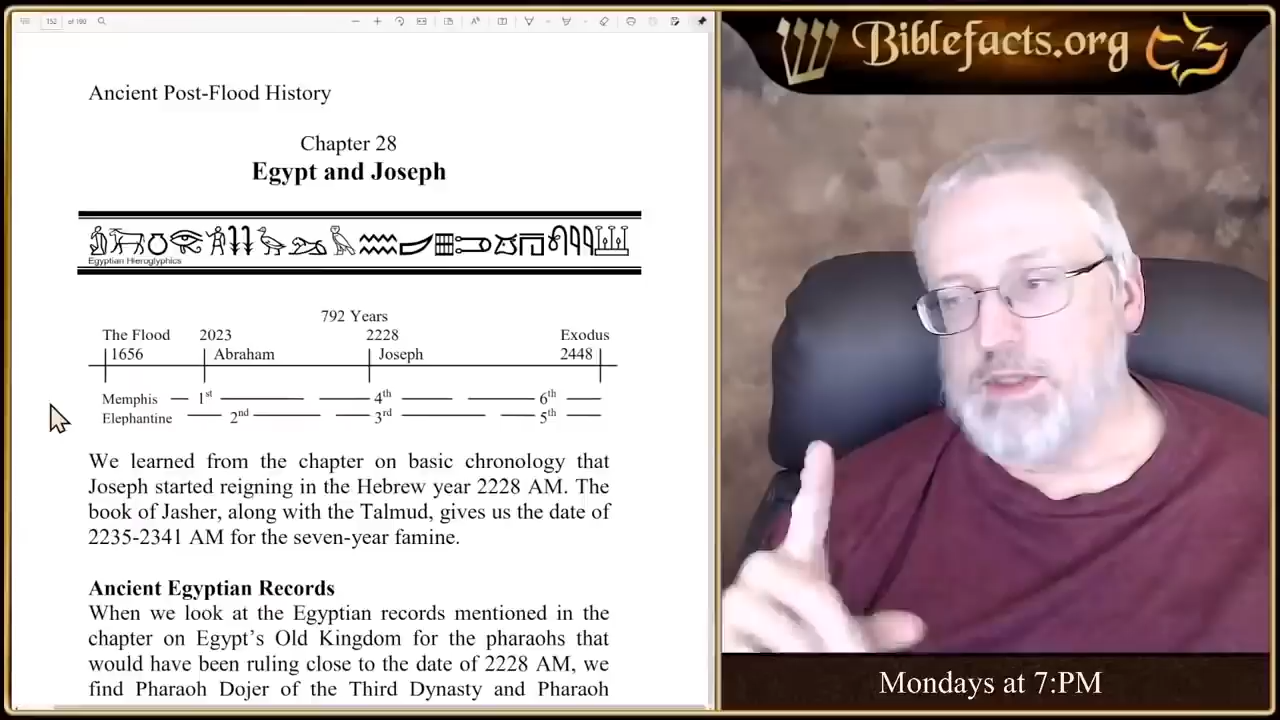 152 of 190
Biblefacts.org
Ancient Post-Flood History
Chapter 28
Egypt and Joseph
Egyptian Hieroglyphics
792 Years
The Flood 2023 2228 Exodus
1656 Abraham Joseph 2448
Memphis 1st 4th 6th
Elephantine 2nd 3rd 5th
We learned from the chapter on basic chronology that
Joseph started reigning in the Hebrew year 2228 AM. The
book of Jasher, along with the Talmud, gives us the date of
2235-2341 AM for the seven-year famine.
Ancient Egyptian Records
When we look at the Egyptian records mentioned in the
chapter on Egypt's Old Kingdom for the pharaohs that
would have been ruling close to the date of 2228 AM, we
find Pharaoh Dojer of the Third Dynasty and Pharaoh
Mondays at 7:PM